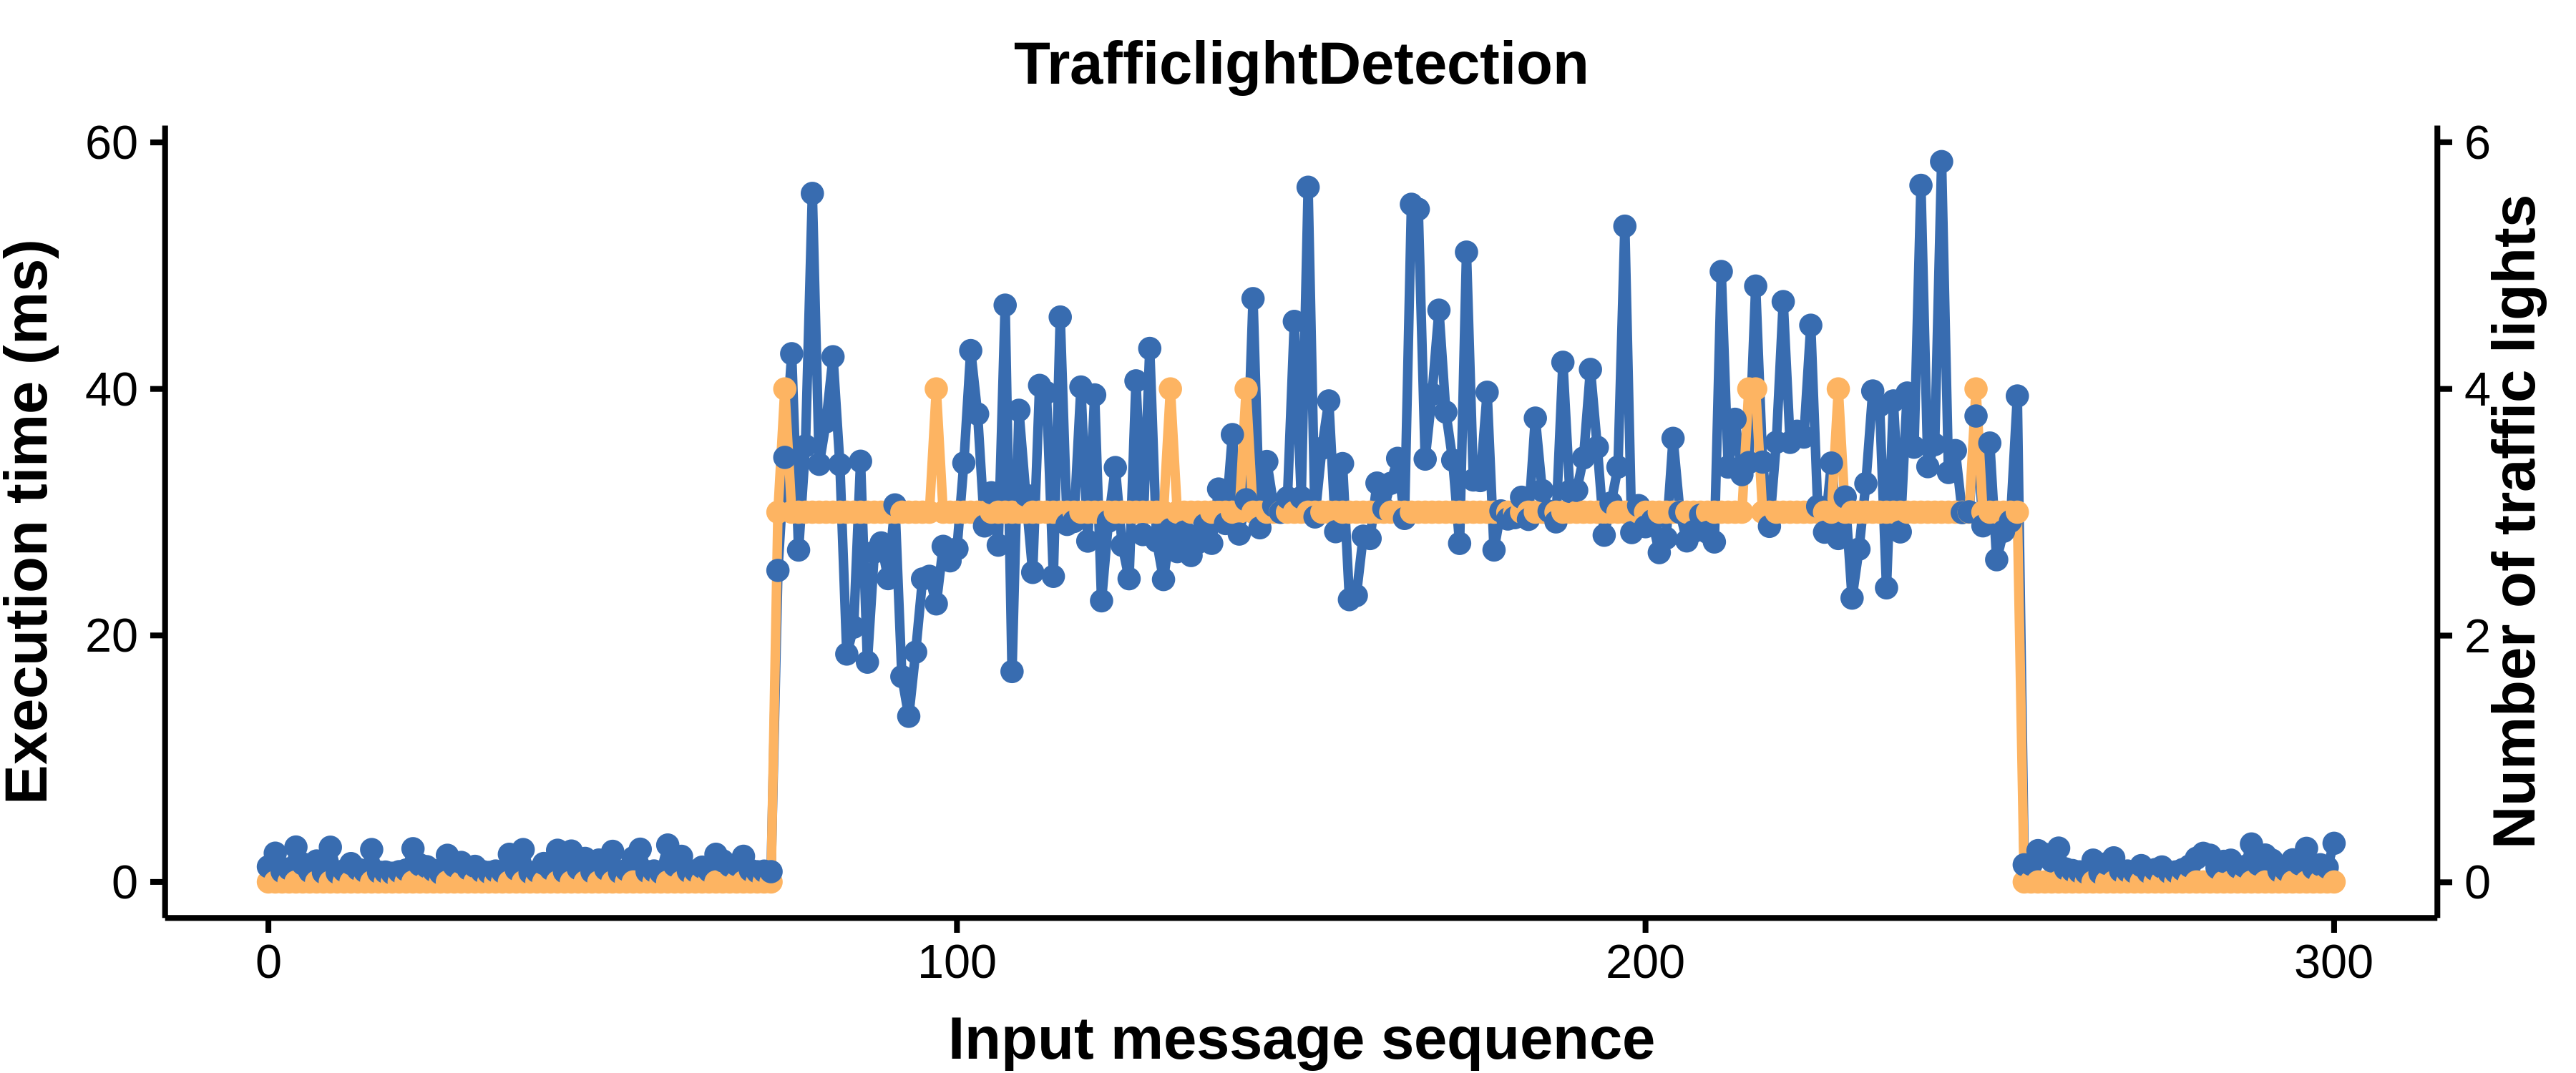 TrafficlightDetection
60
40
20
0
Execution time (ms)
6
4
2
0
Number of traffic lights
0 100 200 300
Input message sequence